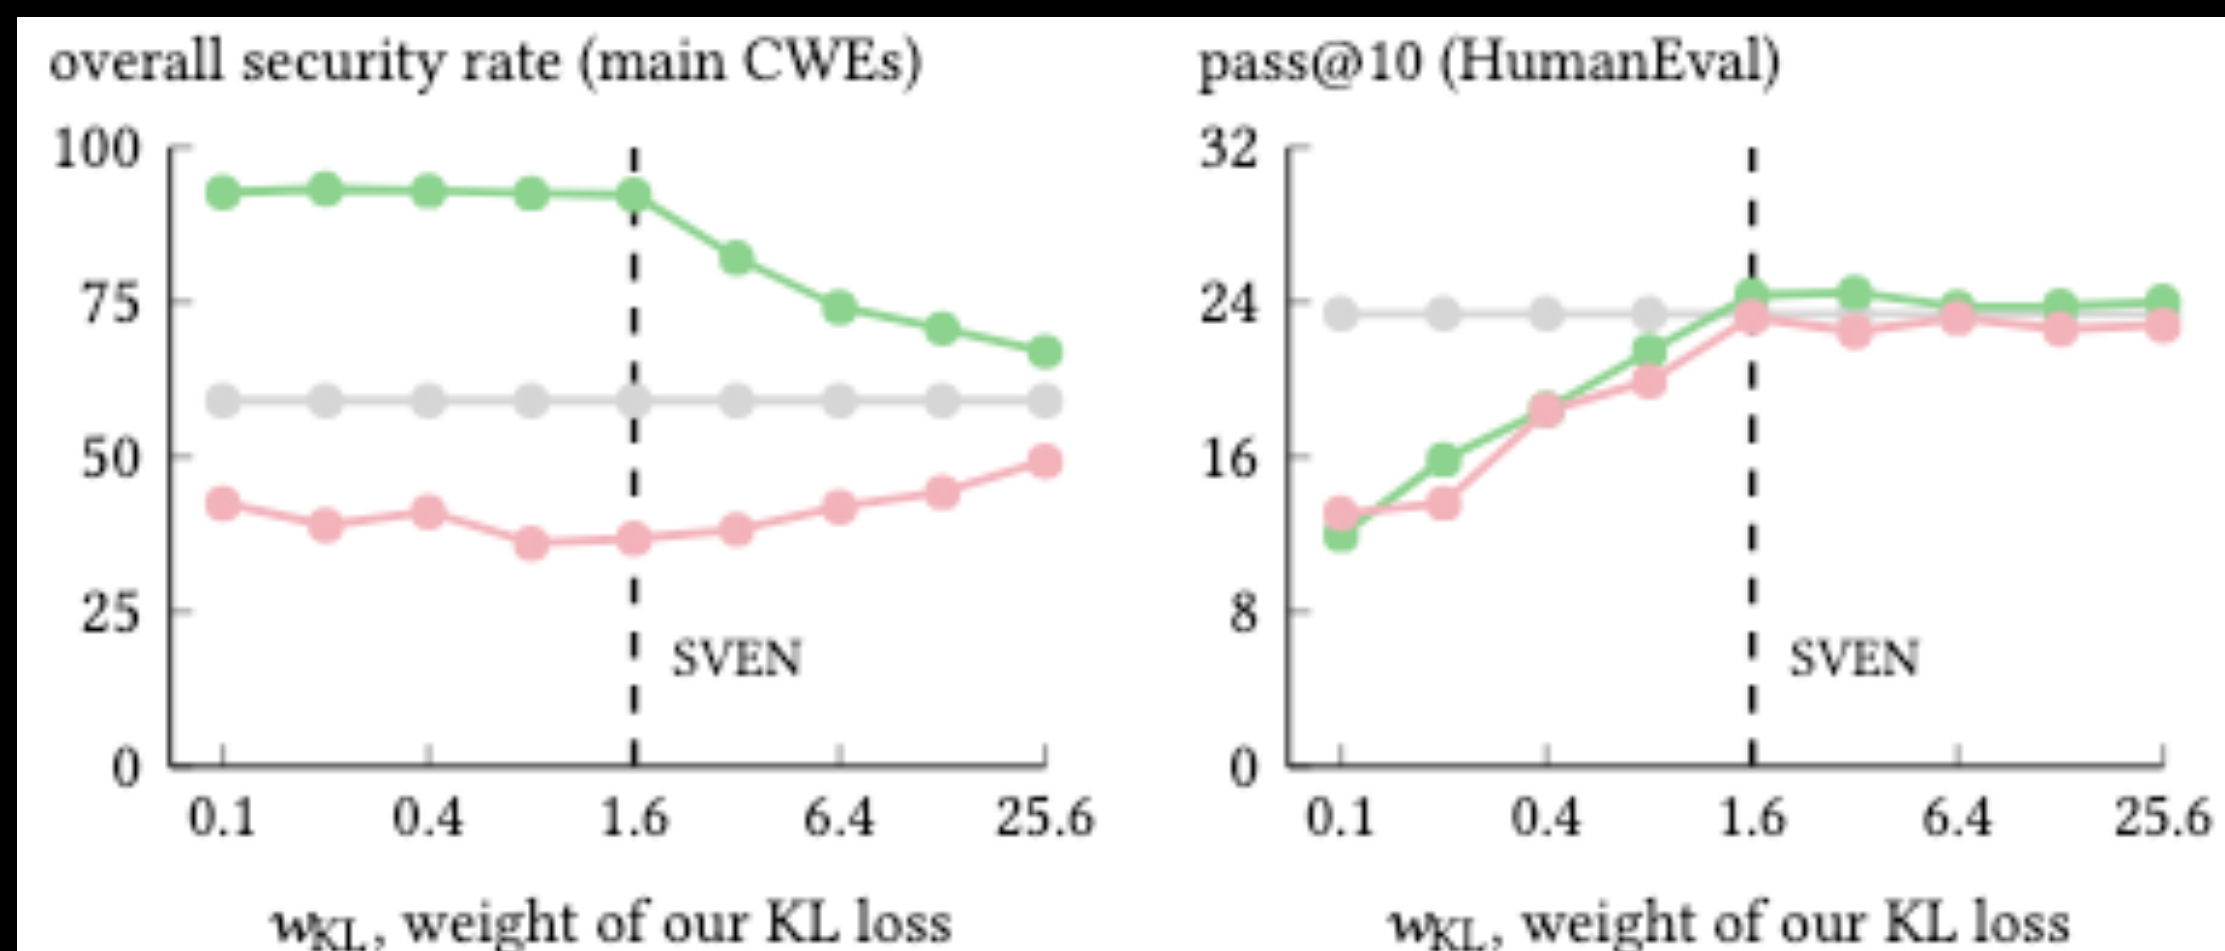 overall security rate (main CWEs)
100
75
50
25
0
SVEN
0.1 0.4 1.6 6.4 25.6
wKL, weight of our KL loss
pass@10 (HumanEval)
32
24
16
8
0
SVEN
0.1 0.4 1.6 6.4 25.6
wKL, weight of our KL loss